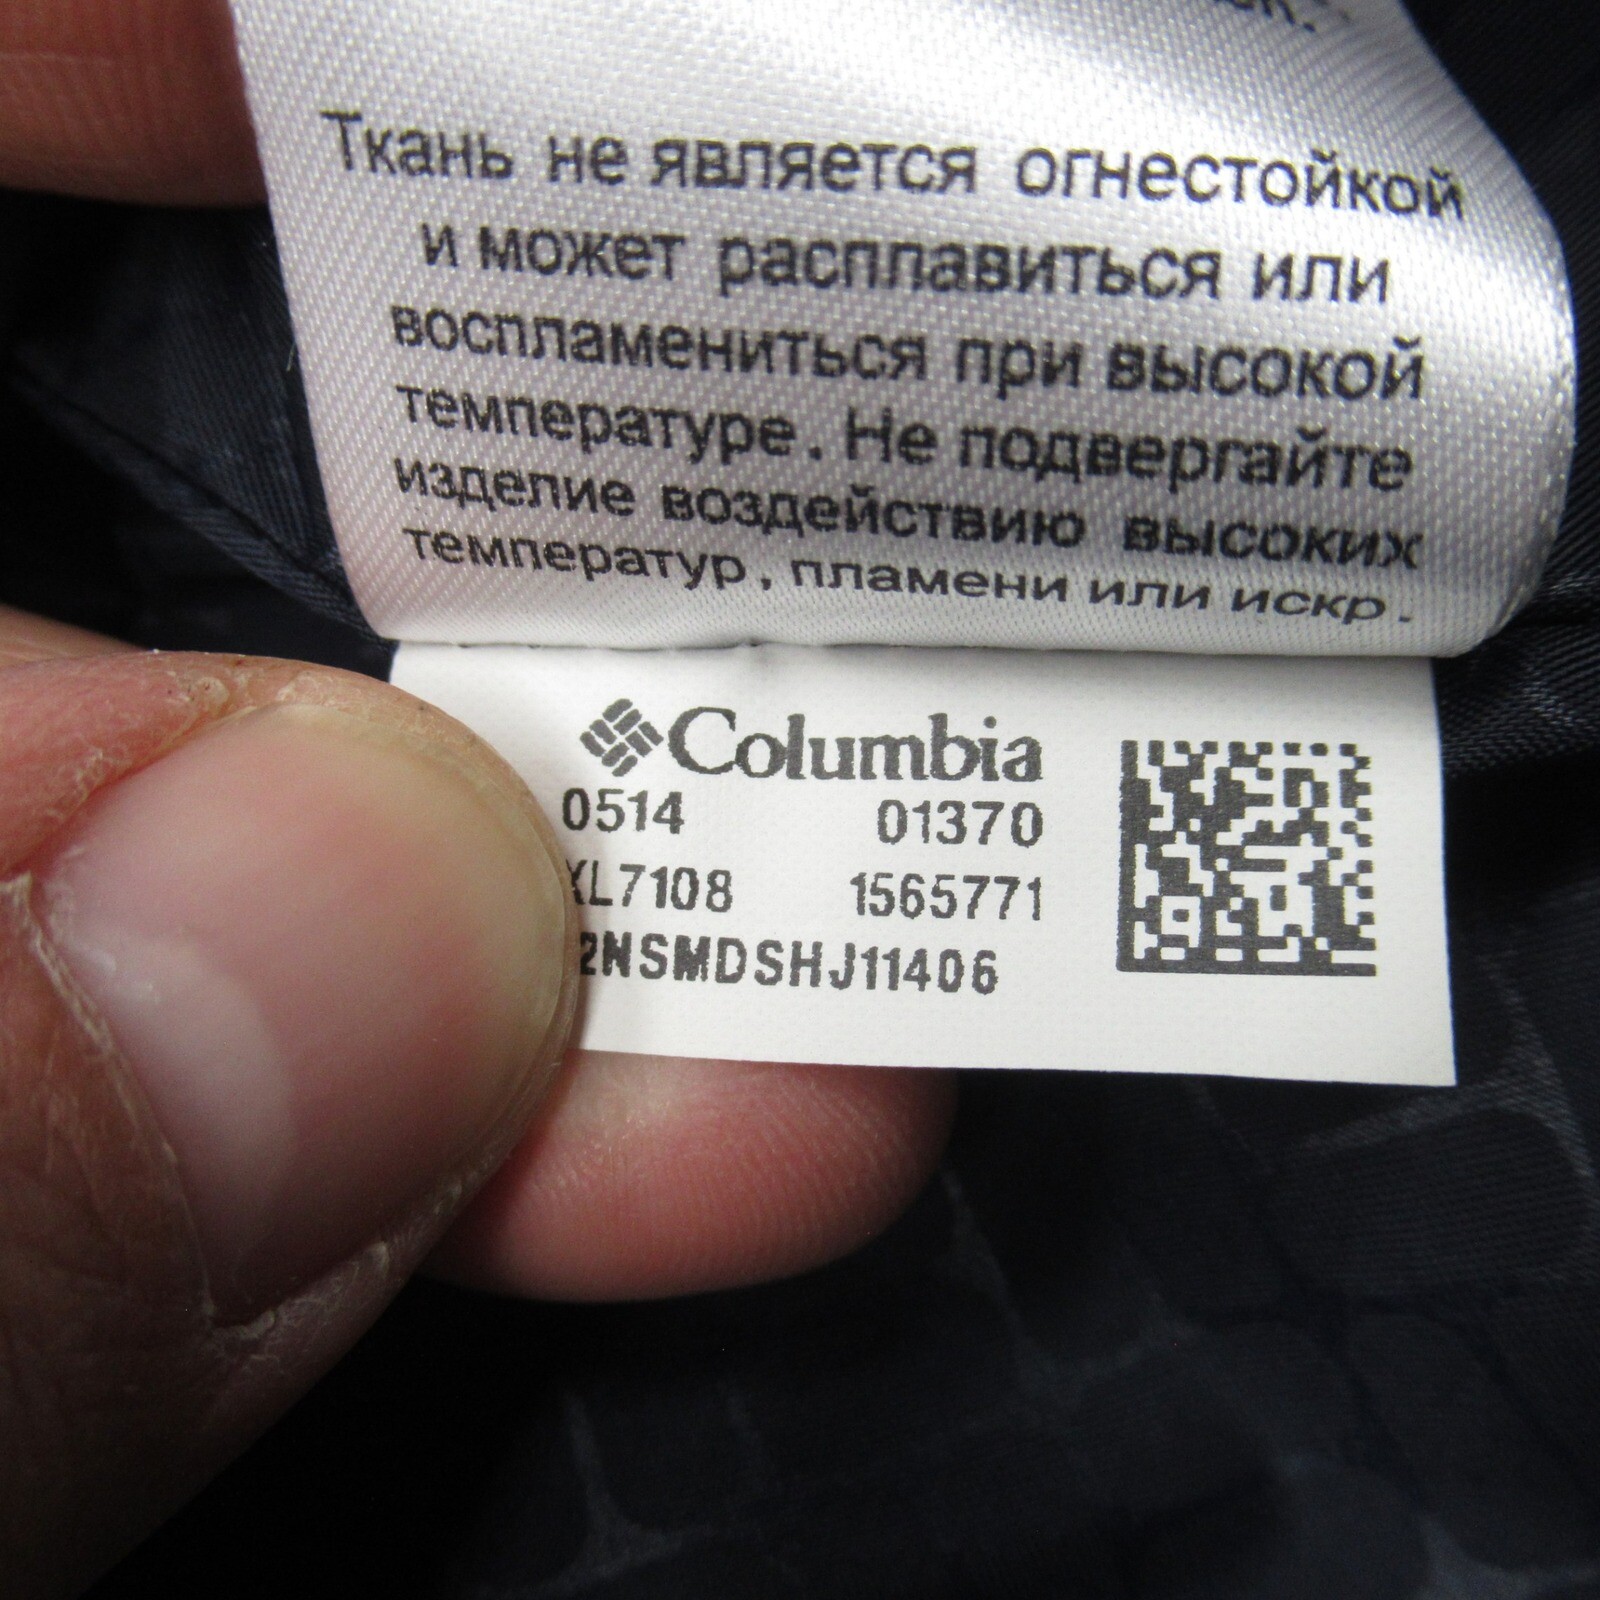 Ткань не является огнестойкой
и может расплавиться или
воспламениться при высокой
температуре. Не подвергайте
изделие воздействию высоких
температур, пламени или искр.
Columbia
0514 01370
XL7108 1565771
2NSMDSHJ11406